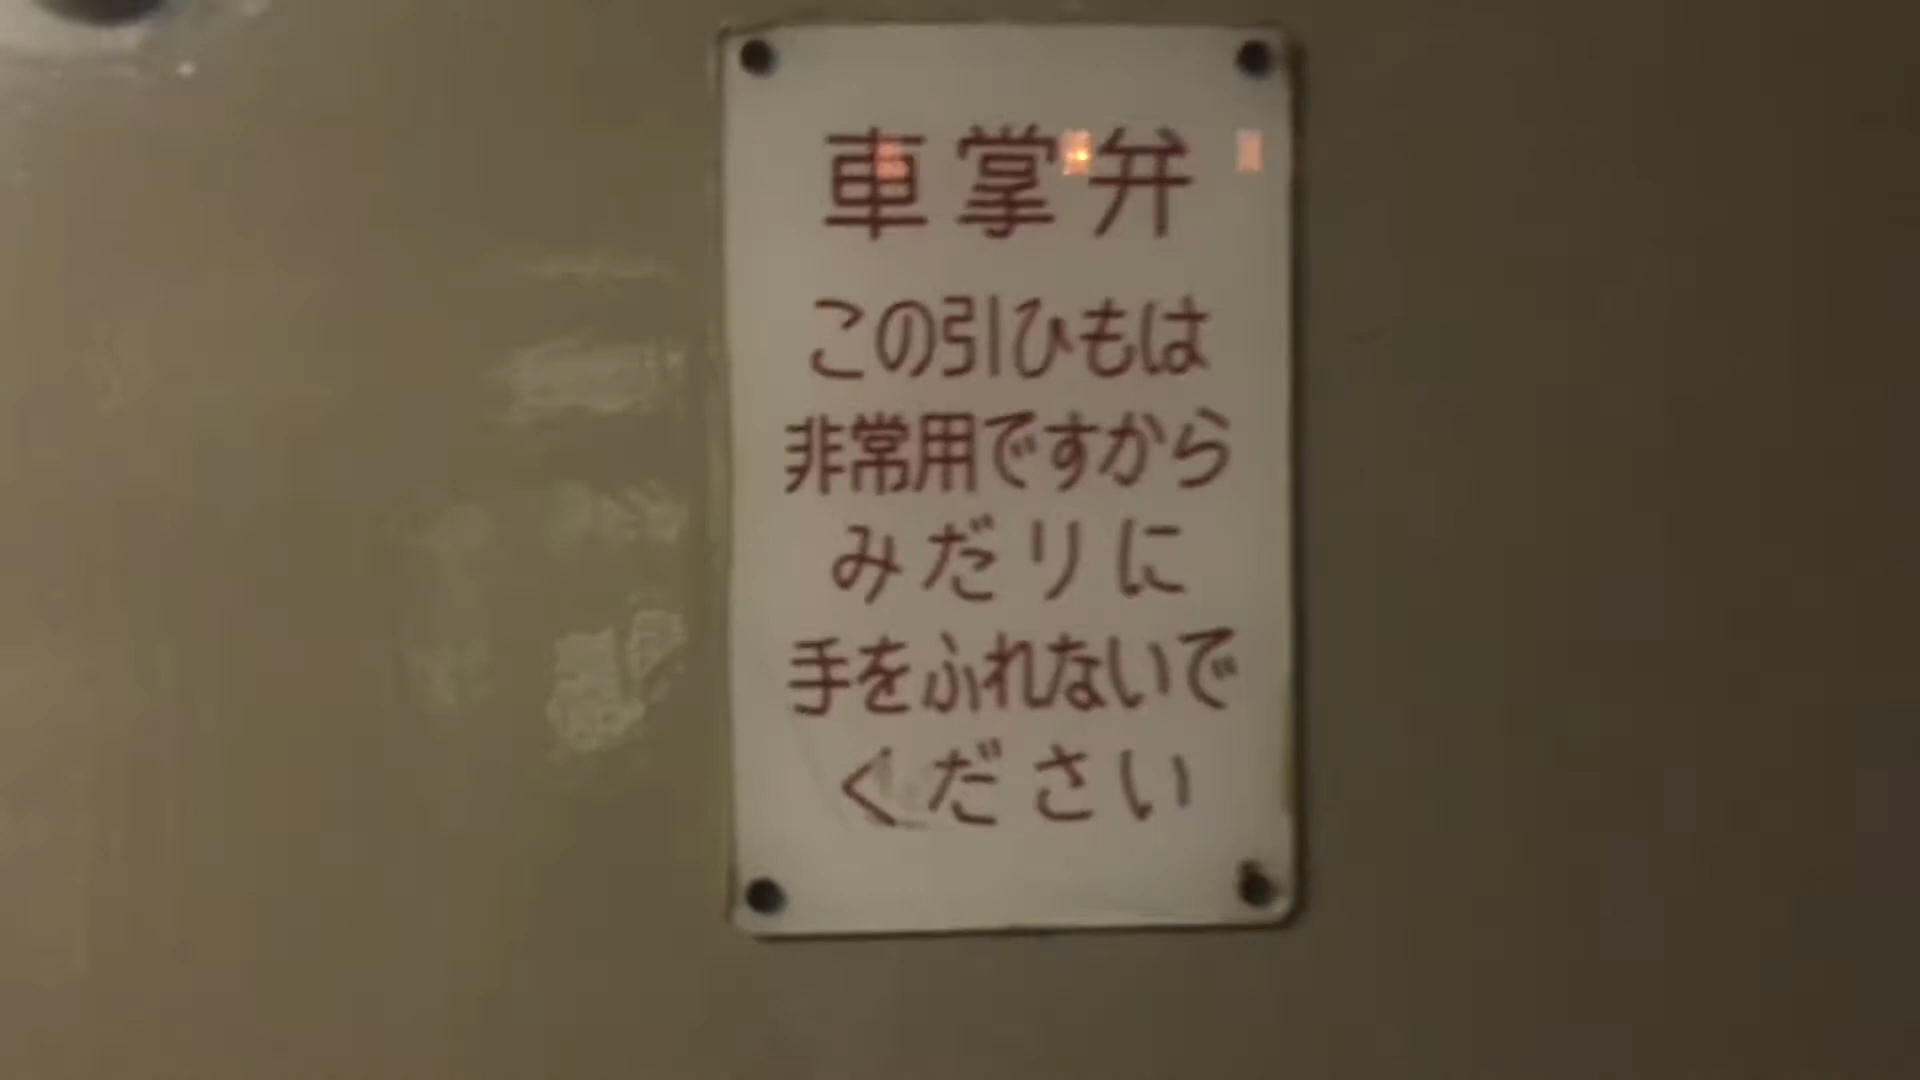 車掌弁
この引ひもは
非常用ですから
みだりに
手をふれないで
ください